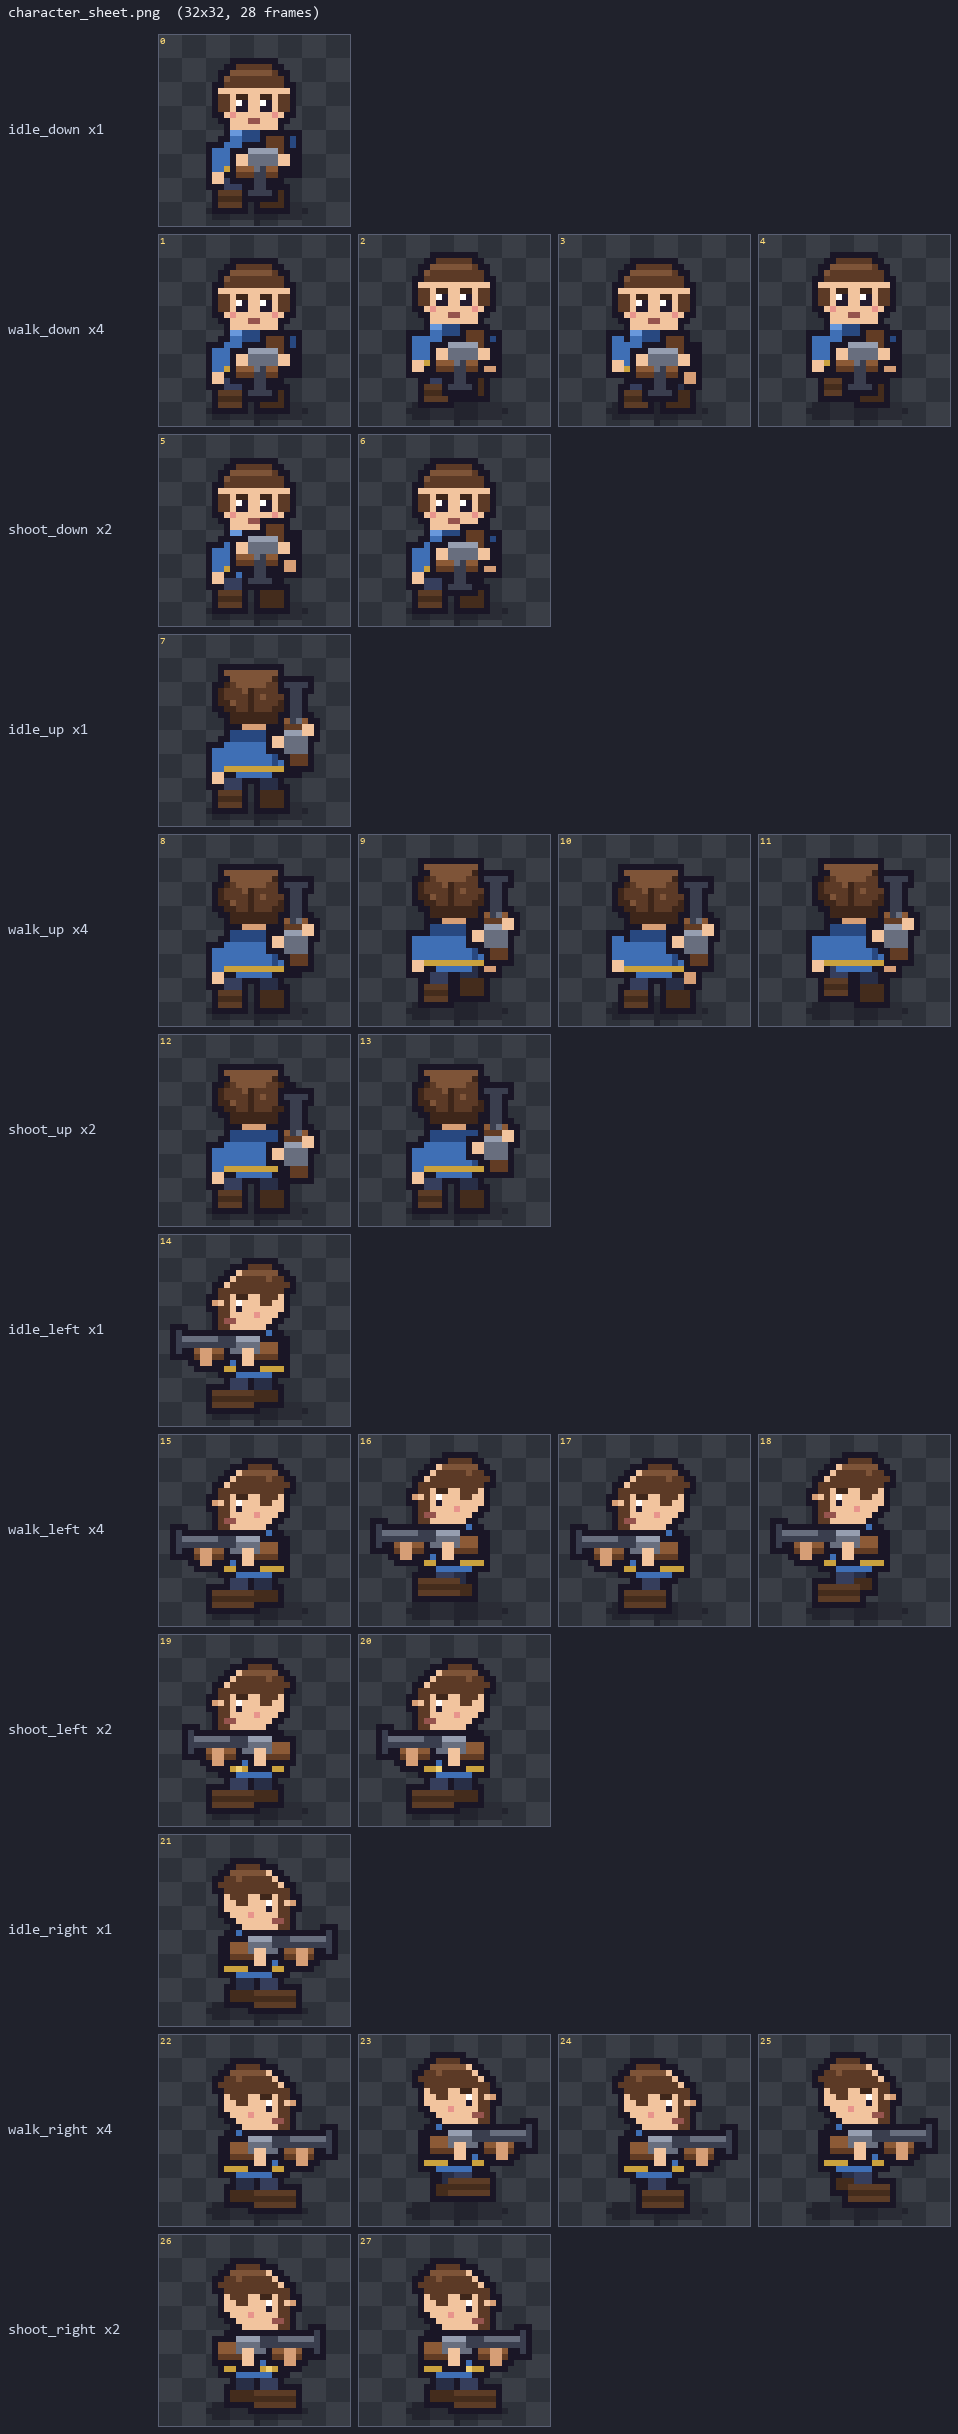 character_sheet.png  (32x32, 28 frames)
0
idle_down x1
1 2 3 4
walk_down x4
5 6
shoot_down x2
7
idle_up x1
8 9 10 11
walk_up x4
12 13
shoot_up x2
14
idle_left x1
15 16 17 18
walk_left x4
19 20
shoot_left x2
21
idle_right x1
22 23 24 25
walk_right x4
26 27
shoot_right x2